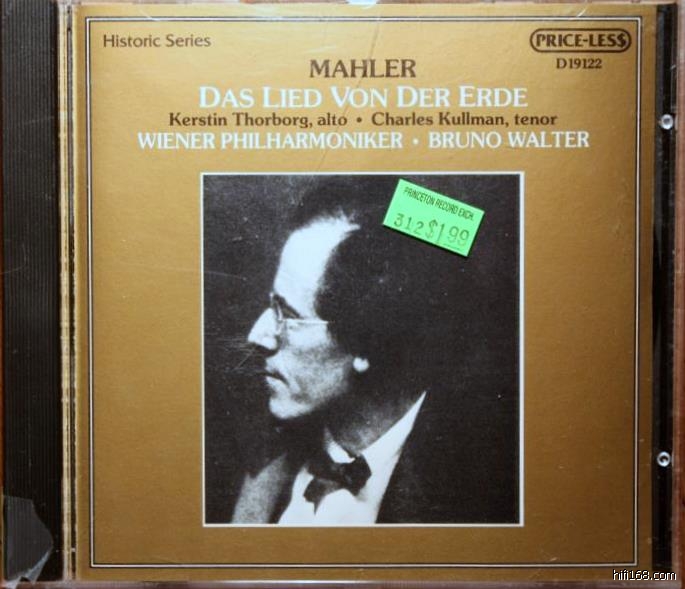 Historic Series
PRICE-LES$
D19122
MAHLER
DAS LIED VON DER ERDE
Kerstin Thorborg, alto • Charles Kullman, tenor
WIENER PHILHARMONIKER • BRUNO WALTER
PRINCETON RECORD EXCH.
312$1.99
hifi168.com